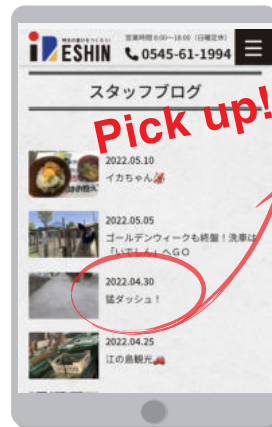 営業時間 8:00~18:00 (日曜定休)
IDESHIN
0545-61-1994
スタッフブログ
Pick up!
2022.05.10
イカちゃん🦑
2022.05.05
ゴールデンウィークも終盤！洗車は
「いでしん」へGO
2022.04.30
猛ダッシュ！
2022.04.25
江の島観光🚗